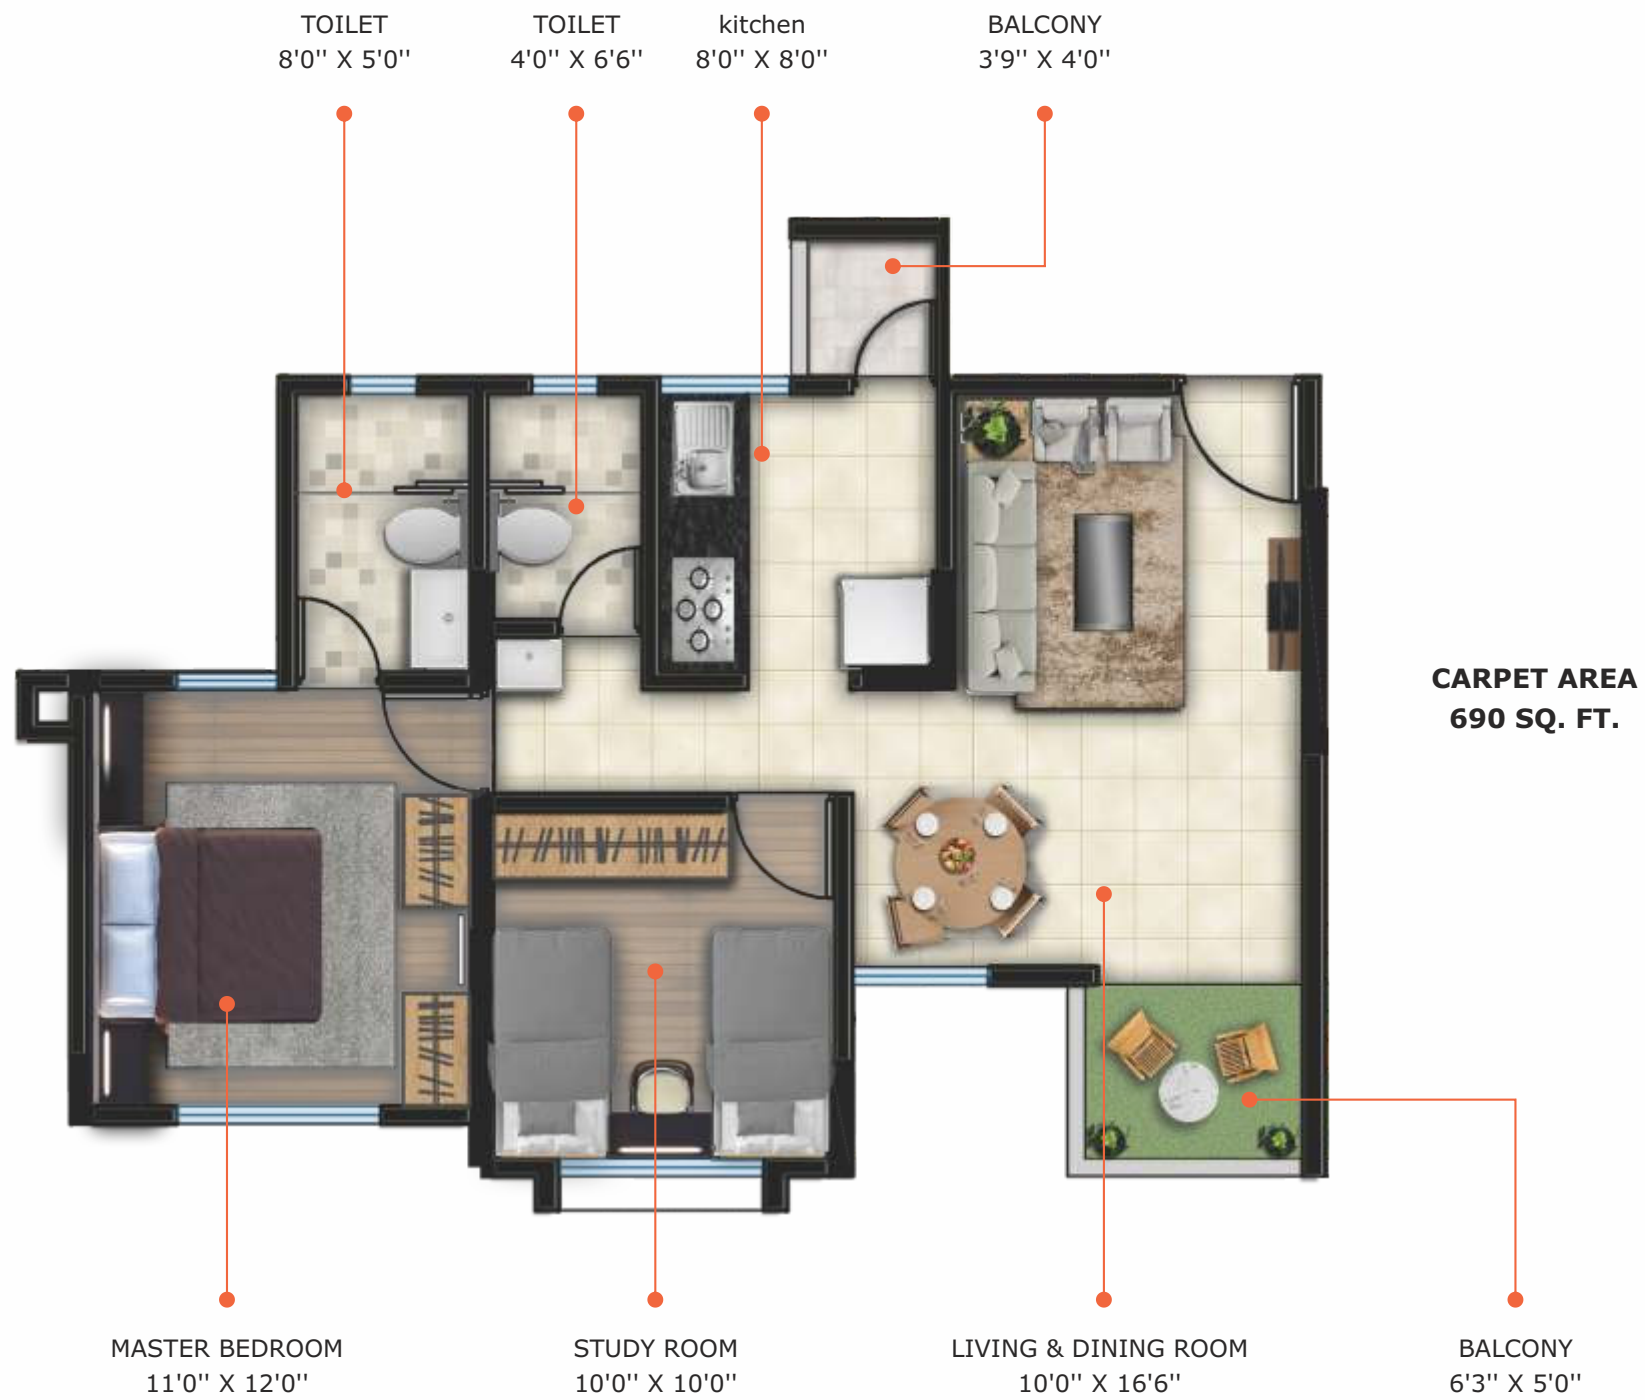 TOILET
8'0" X 5'0"
TOILET
4'0" X 6'6"
kitchen
8'0" X 8'0"
BALCONY
3'9" X 4'0"
CARPET AREA
690 SQ. FT.
MASTER BEDROOM
11'0" X 12'0"
STUDY ROOM
10'0" X 10'0"
LIVING & DINING ROOM
10'0" X 16'6"
BALCONY
6'3" X 5'0"